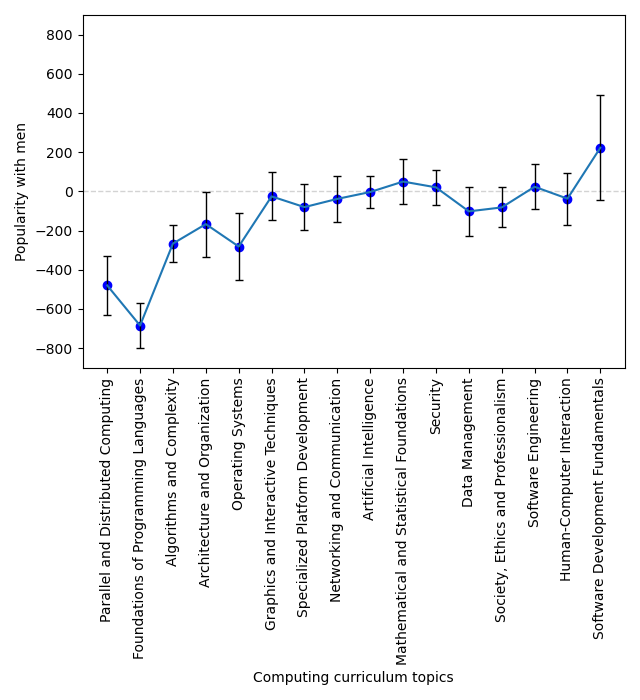 800
600
400
200
0
−200
−400
−600
−800
Popularity with men
Parallel and Distributed Computing
Foundations of Programming Languages
Algorithms and Complexity
Architecture and Organization
Operating Systems
Graphics and Interactive Techniques
Specialized Platform Development
Networking and Communication
Artificial Intelligence
Mathematical and Statistical Foundations
Security
Data Management
Society, Ethics and Professionalism
Software Engineering
Human-Computer Interaction
Software Development Fundamentals
Computing curriculum topics